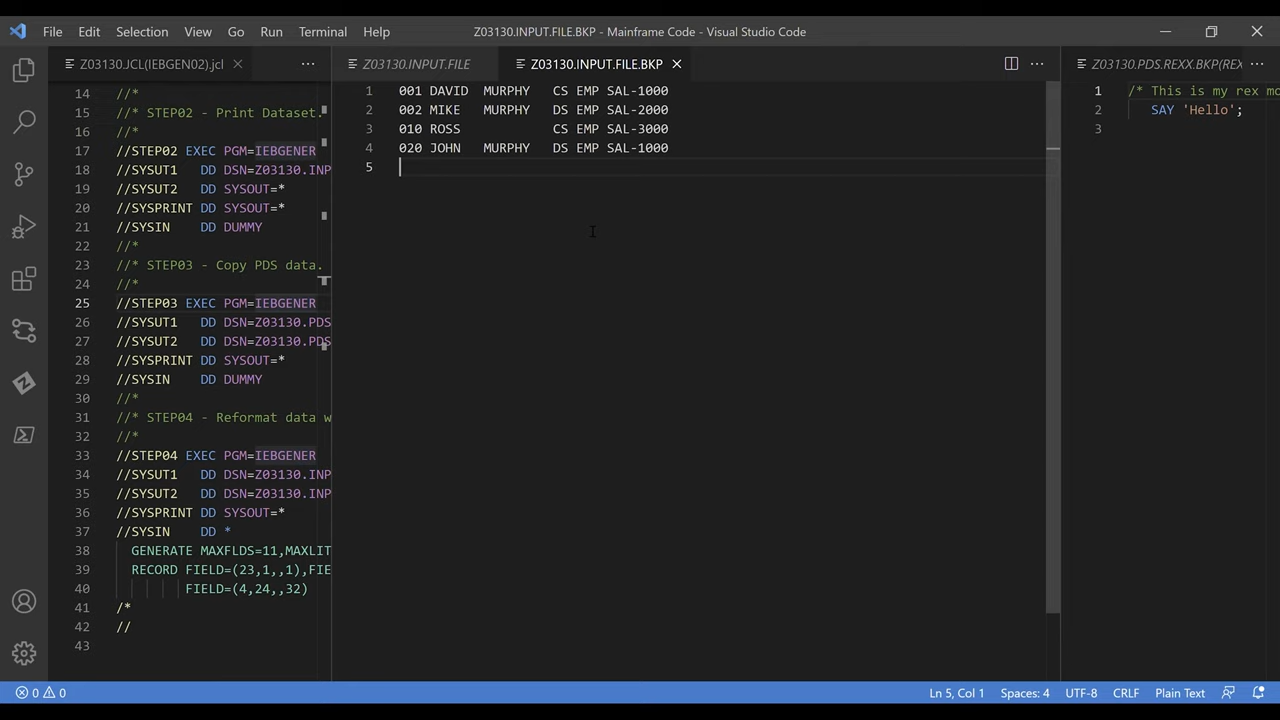 File Edit Selection View Go Run Terminal Help Z03130.INPUT.FILE.BKP - Mainframe Code - Visual Studio Code
Z03130.JCL(IEBGEN02).jcl
14 //*
15 //* STEP02 - Print Dataset.
16 //*
17 //STEP02 EXEC PGM=IEBGENER
18 //SYSUT1 DD DSN=Z03130.INP
19 //SYSUT2 DD SYSOUT=*
20 //SYSPRINT DD SYSOUT=*
21 //SYSIN DD DUMMY
22 //*
23 //* STEP03 - Copy PDS data.
24 //*
25 //STEP03 EXEC PGM=IEBGENER
26 //SYSUT1 DD DSN=Z03130.PDS
27 //SYSUT2 DD DSN=Z03130.PDS
28 //SYSPRINT DD SYSOUT=*
29 //SYSIN DD DUMMY
30 //*
31 //* STEP04 - Reformat data w
32 //*
33 //STEP04 EXEC PGM=IEBGENER
34 //SYSUT1 DD DSN=Z03130.INP
35 //SYSUT2 DD DSN=Z03130.INP
36 //SYSPRINT DD SYSOUT=*
37 //SYSIN DD *
38 GENERATE MAXFLDS=11,MAXLIT
39 RECORD FIELD=(23,1,,1),FIE
40 FIELD=(4,24,,32)
41 /*
42 //
43
Z03130.INPUT.FILE Z03130.INPUT.FILE.BKP
1 001 DAVID MURPHY CS EMP SAL-1000
2 002 MIKE MURPHY DS EMP SAL-2000
3 010 ROSS CS EMP SAL-3000
4 020 JOHN MURPHY DS EMP SAL-1000
5
Z03130.PDS.REXX.BKP(REX
1 /* This is my rex mo
2 SAY 'Hello';
3
0 0 Ln 5, Col 1 Spaces: 4 UTF-8 CRLF Plain Text